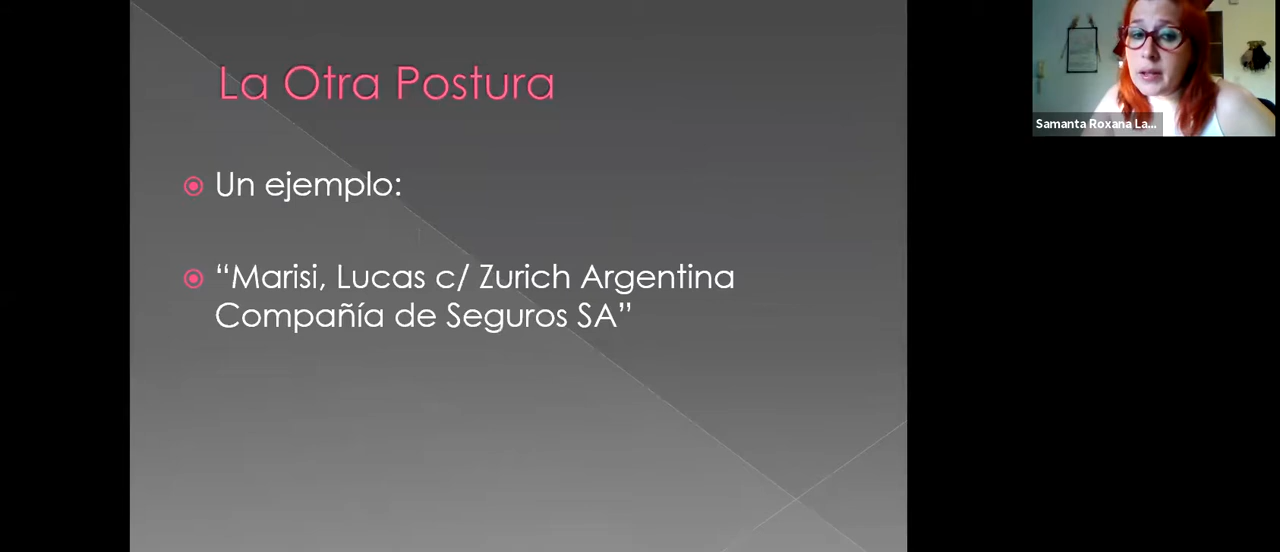 La Otra Postura
Un ejemplo:
“Marisi, Lucas c/ Zurich Argentina
Compañía de Seguros SA”
Samanta Roxana La...